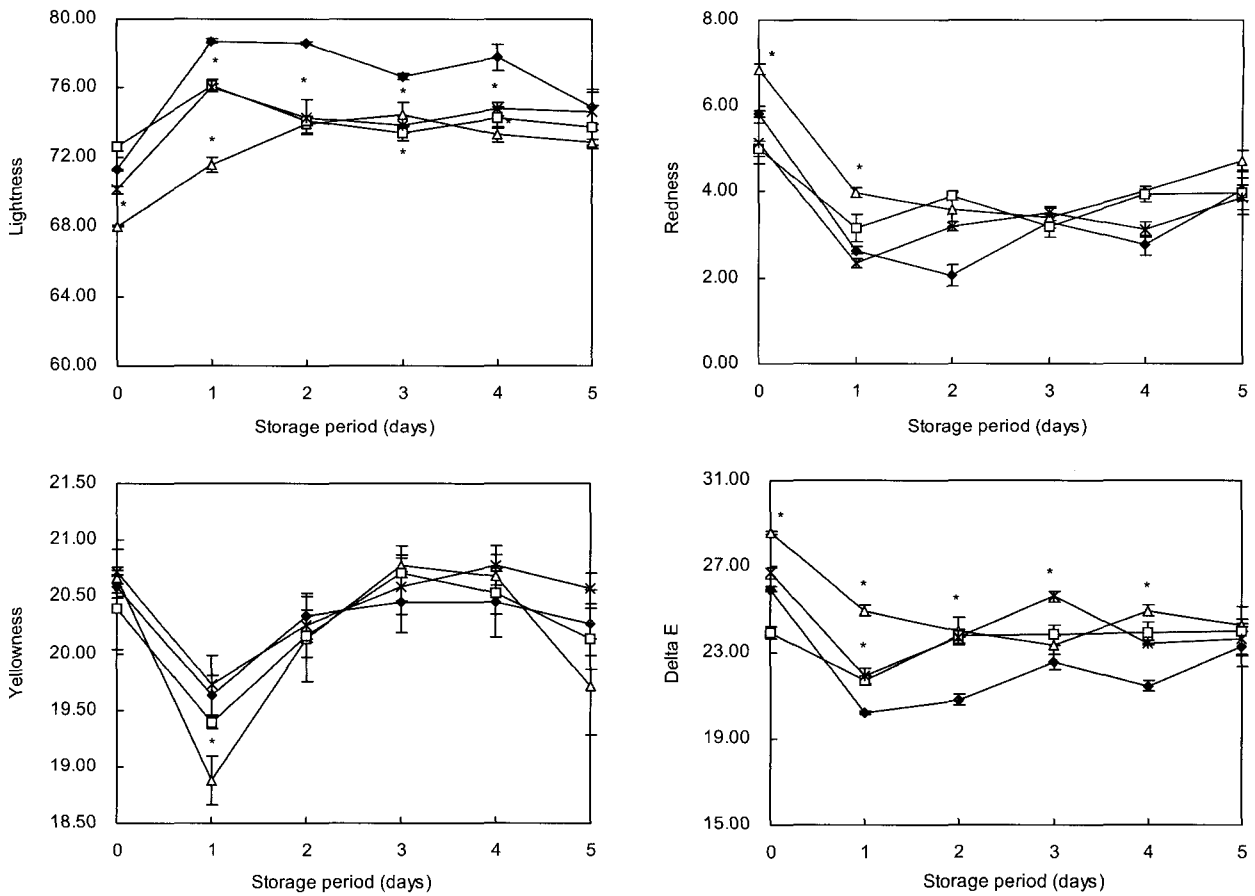 80.00
76.00
72.00
68.00
64.00
60.00
Lightness
* * * * * * * *
0 1 2 3 4 5
Storage period (days)
8.00
6.00
4.00
2.00
0.00
Redness
* *
0 1 2 3 4 5
Storage period (days)
21.50
21.00
20.50
20.00
19.50
19.00
18.50
Yellowness
*
0 1 2 3 4 5
Storage period (days)
31.00
27.00
23.00
19.00
15.00
Delta E
* * * * * *
0 1 2 3 4 5
Storage period (days)